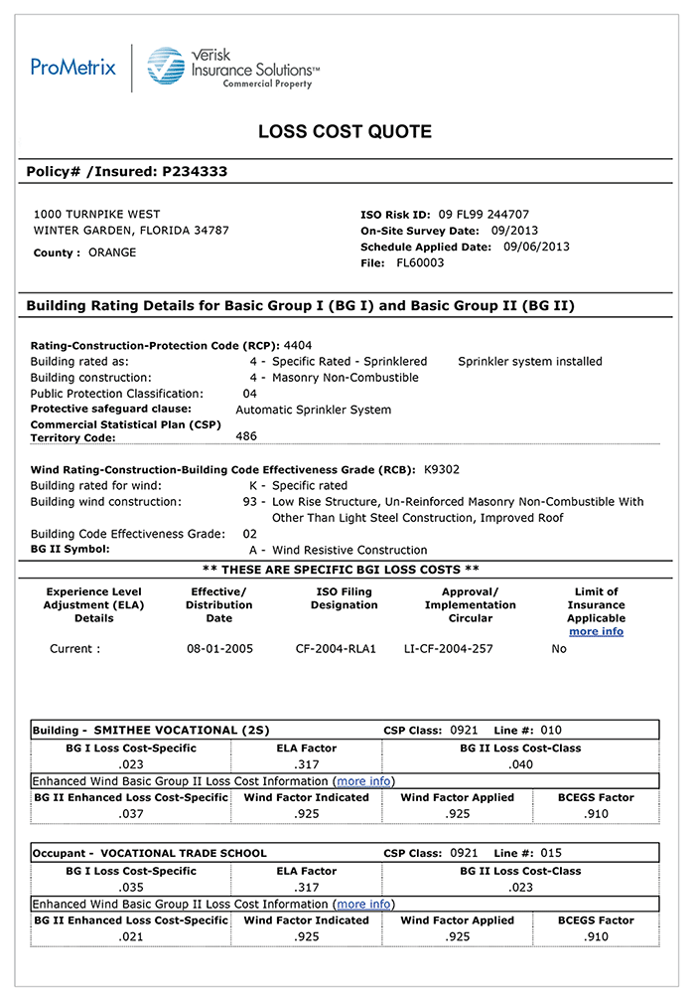 ProMetrix
Verisk
Insurance Solutions™
Commercial Property
LOSS COST QUOTE
Policy# /Insured: P234333
1000 TURNPIKE WEST
WINTER GARDEN, FLORIDA 34787
County : ORANGE
ISO Risk ID: 09 FL99 244707
On-Site Survey Date: 09/2013
Schedule Applied Date: 09/06/2013
File: FL60003
Building Rating Details for Basic Group I (BG I) and Basic Group II (BG II)
Rating-Construction-Protection Code (RCP): 4404
Building rated as: 4 - Specific Rated - Sprinklered Sprinkler system installed
Building construction: 4 - Masonry Non-Combustible
Public Protection Classification: 04
Protective safeguard clause: Automatic Sprinkler System
Commercial Statistical Plan (CSP)
Territory Code: 486
Wind Rating-Construction-Building Code Effectiveness Grade (RCB): K9302
Building rated for wind: K - Specific rated
Building wind construction: 93 - Low Rise Structure, Un-Reinforced Masonry Non-Combustible With
Other Than Light Steel Construction, Improved Roof
Building Code Effectiveness Grade: 02
BG II Symbol: A - Wind Resistive Construction
** THESE ARE SPECIFIC BGI LOSS COSTS **
Experience Level
Adjustment (ELA)
Details
Effective/
Distribution
Date
ISO Filing
Designation
Approval/
Implementation
Circular
Limit of
Insurance
Applicable
more info
Current : 08-01-2005 CF-2004-RLA1 LI-CF-2004-257 No
Building - SMITHEE VOCATIONAL (2S) CSP Class: 0921 Line #: 010
BG I Loss Cost-Specific ELA Factor BG II Loss Cost-Class
.023 .317 .040
Enhanced Wind Basic Group II Loss Cost Information (more info)
BG II Enhanced Loss Cost-Specific Wind Factor Indicated Wind Factor Applied BCEGS Factor
.037 .925 .925 .910
Occupant - VOCATIONAL TRADE SCHOOL CSP Class: 0921 Line #: 015
BG I Loss Cost-Specific ELA Factor BG II Loss Cost-Class
.035 .317 .023
Enhanced Wind Basic Group II Loss Cost Information (more info)
BG II Enhanced Loss Cost-Specific Wind Factor Indicated Wind Factor Applied BCEGS Factor
.021 .925 .925 .910